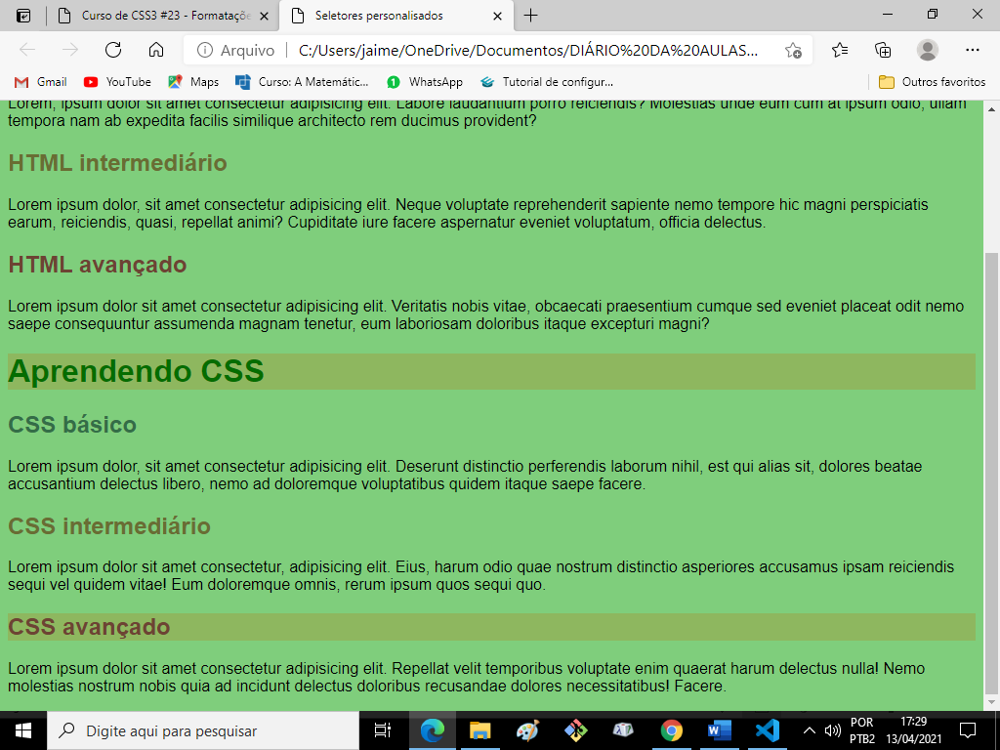 Curso de CSS3 #23 - Formataçõe
Seletores personalisados
Arquivo
C:/Users/jaime/OneDrive/Documentos/DIÁRIO%20DA%20AULAS...
Gmail
YouTube
Maps
Curso: A Matemátic...
WhatsApp
Tutorial de configur...
Outros favoritos
Lorem, ipsum dolor sit amet consectetur adipisicing elit. Labore laudantium porro reiciendis? Molestias unde eum cum at ipsum odio, ullam
tempora nam ab expedita facilis similique architecto rem ducimus provident?
HTML intermediário
Lorem ipsum dolor, sit amet consectetur adipisicing elit. Neque voluptate reprehenderit sapiente nemo tempore hic magni perspiciatis
earum, reiciendis, quasi, repellat animi? Cupiditate iure facere aspernatur eveniet voluptatum, officia delectus.
HTML avançado
Lorem ipsum dolor sit amet consectetur adipisicing elit. Veritatis nobis vitae, obcaecati praesentium cumque sed eveniet placeat odit nemo
saepe consequuntur assumenda magnam tenetur, eum laboriosam doloribus itaque excepturi magni?
Aprendendo CSS
CSS básico
Lorem ipsum dolor, sit amet consectetur adipisicing elit. Deserunt distinctio perferendis laborum nihil, est qui alias sit, dolores beatae
accusantium delectus libero, nemo ad doloremque voluptatibus quidem itaque saepe facere.
CSS intermediário
Lorem ipsum dolor sit amet consectetur, adipisicing elit. Eius, harum odio quae nostrum distinctio asperiores accusamus ipsam reiciendis
sequi vel quidem vitae! Eum doloremque omnis, rerum ipsum quos sequi quo.
CSS avançado
Lorem ipsum dolor sit amet consectetur adipisicing elit. Repellat velit temporibus voluptate enim quaerat harum delectus nulla! Nemo
molestias nostrum nobis quia ad incidunt delectus doloribus recusandae dolores necessitatibus! Facere.
Digite aqui para pesquisar
POR
PTB2
17:29
13/04/2021